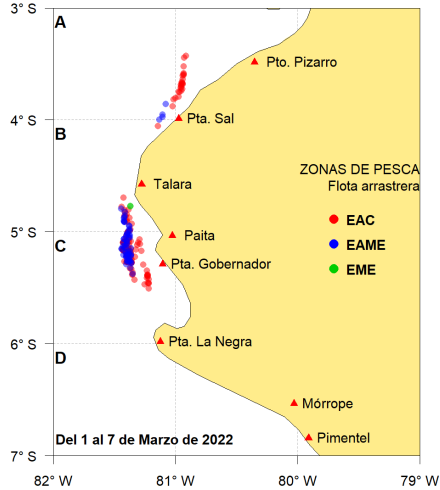 3° S
A
Pto. Pizarro
4° S
Pta. Sal
B
ZONAS DE PESCA
Flota arrastrera
Talara
EAC
5° S
Paita
EAME
C
Pta. Gobernador
EME
6° S
Pta. La Negra
D
Mórrope
Del 1 al 7 de Marzo de 2022
Pimentel
7° S
82° W
81° W
80° W
79° W